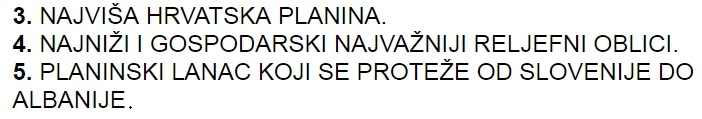 3. NAJVIŠA HRVATSKA PLANINA.
4. NAJNIŽI I GOSPODARSKI NAJVAŽNIJI RELJEFNI OBLICI.
5. PLANINSKI LANAC KOJI SE PROTEŽE OD SLOVENIJE DO
ALBANIJE.